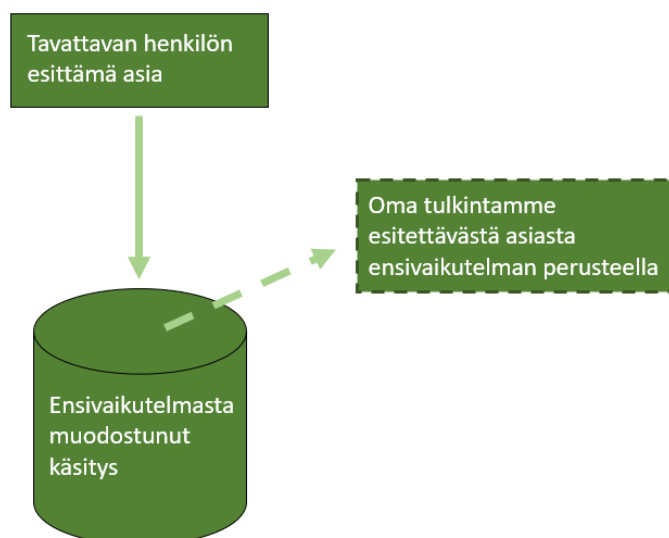 Tavattavan henkilön
esittämä asia
Oma tulkintamme
esitettävästä asiasta
ensivaikutelman perusteella
Ensivaikutelmasta
muodostunut
käsitys